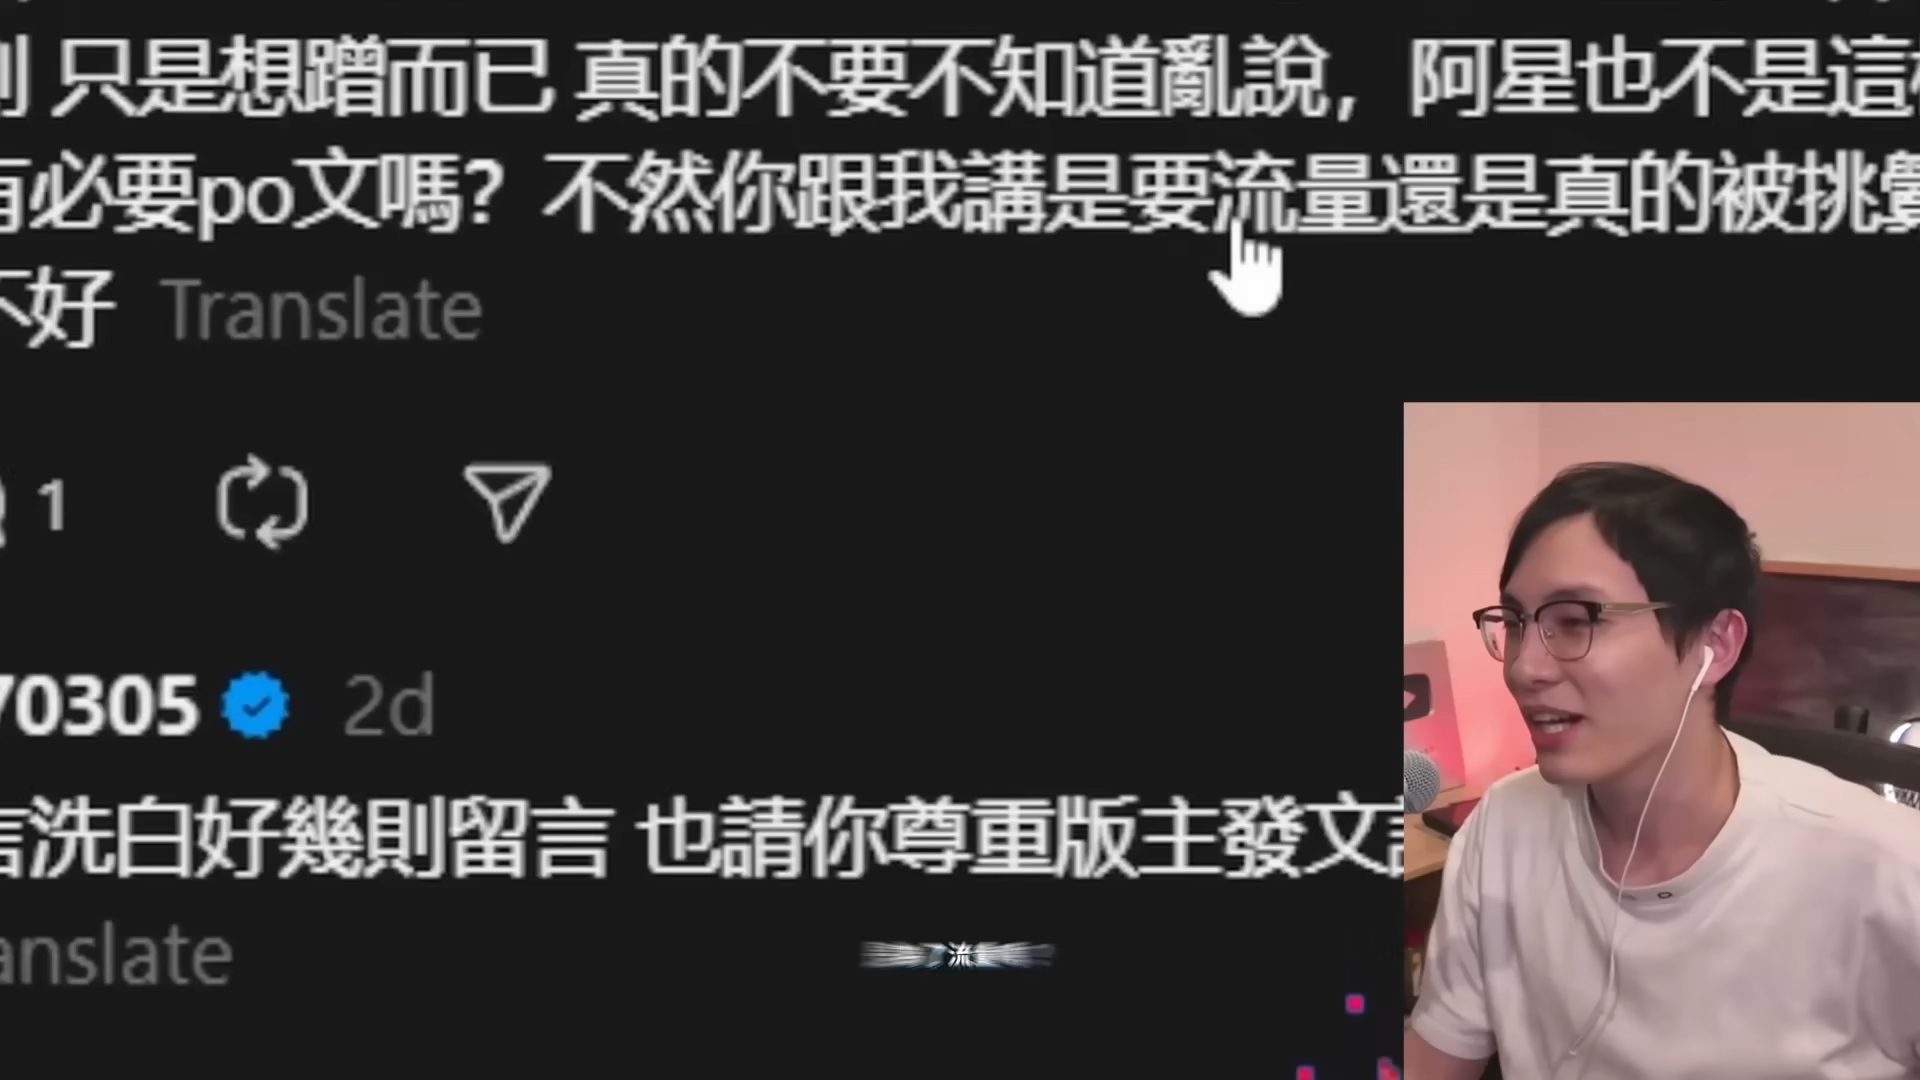 只是想蹭而已 真的不要不知道亂說，阿星也不是這
必要po文嗎？不然你跟我講是要流量還是真的被挑
不好 Translate
1
70305 2d
言洗白好幾則留言 也請你尊重版主發文
anslate
流